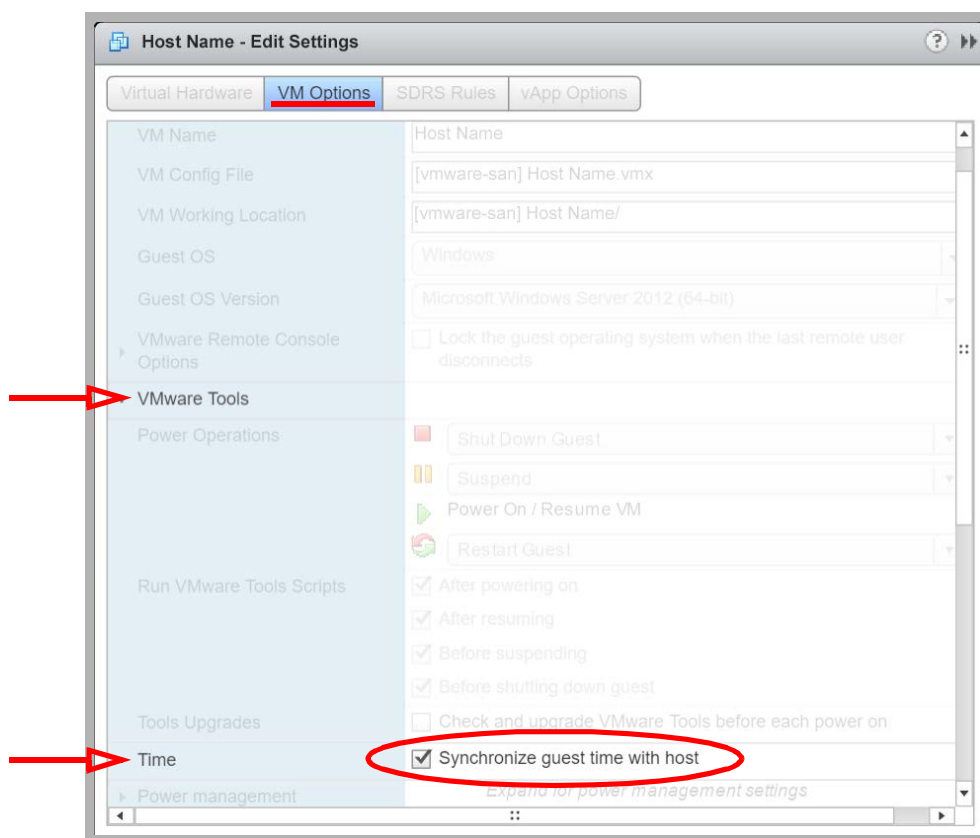 Host Name - Edit Settings
?
Virtual Hardware VM Options SDRS Rules vApp Options
VM Name Host Name
VM Config File [vmware-san] Host Name.vmx
VM Working Location [vmware-san] Host Name/
Guest OS Windows
Guest OS Version Microsoft Windows Server 2012 (64-bit)
VMware Remote Console Options
Lock the guest operating system when the last remote user
disconnects
VMware Tools
Power Operations Shut Down Guest
Suspend
Power On / Resume VM
Restart Guest
Run VMware Tools Scripts After powering on
After resuming
Before suspending
Before shutting down guest
Tools Upgrades Check and upgrade VMware Tools before each power on
Time Synchronize guest time with host
Power management Expand for power management settings